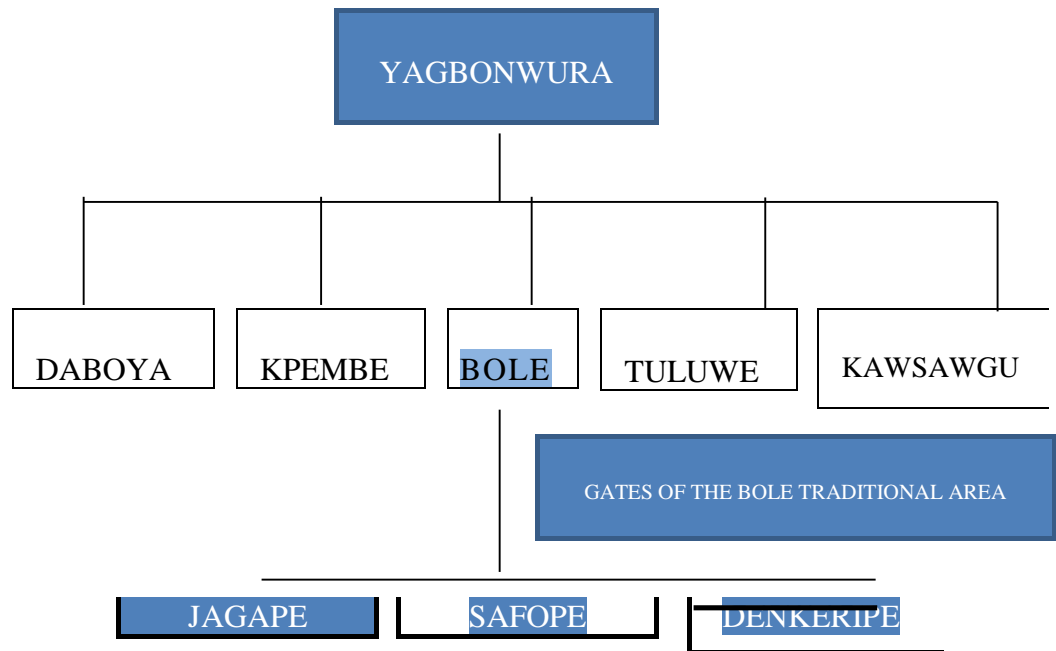 YAGBONWURA
DABOYA KPEMBE BOLE TULUWE KAWSAWGU
GATES OF THE BOLE TRADITIONAL AREA
JAGAPE SAFOPE DENKERIPE